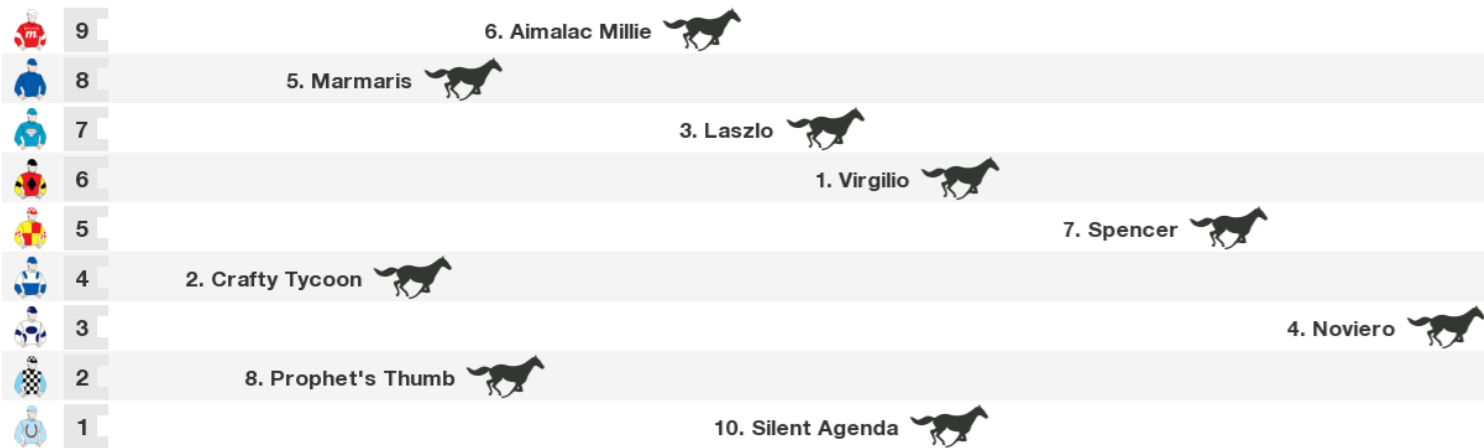 9 6. Aimalac Millie
8 5. Marmaris
7 3. Laszlo
6 1. Virgilio
5 7. Spencer
4 2. Crafty Tycoon
3 4. Noviero
2 8. Prophet's Thumb
1 10. Silent Agenda